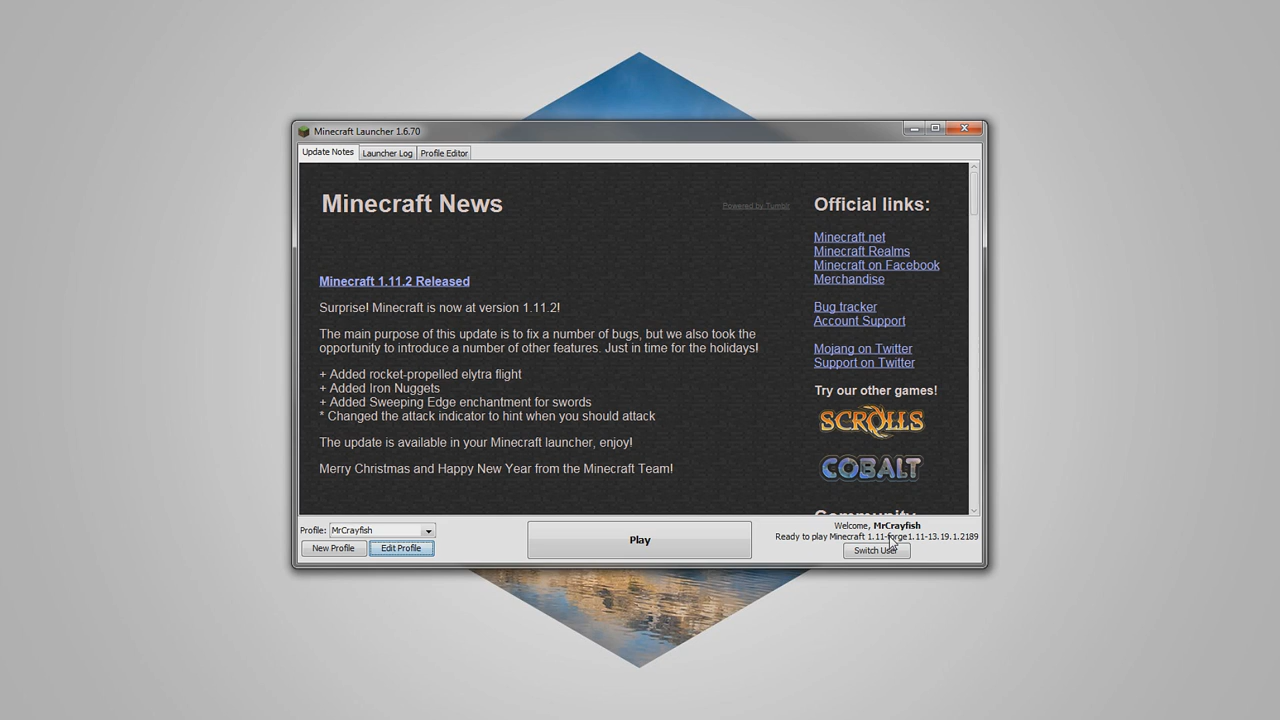 Minecraft Launcher 1.6.70
Update Notes
Launcher Log
Profile Editor
Minecraft News
Powered by Tumblr
Official links:
Minecraft.net
Minecraft Realms
Minecraft on Facebook
Merchandise
Bug tracker
Account Support
Mojang on Twitter
Support on Twitter
Try our other games!
SCROLLS
COBALT
Community
Minecraft 1.11.2 Released
Surprise! Minecraft is now at version 1.11.2!
The main purpose of this update is to fix a number of bugs, but we also took the
opportunity to introduce a number of other features. Just in time for the holidays!
+ Added rocket-propelled elytra flight
+ Added Iron Nuggets
+ Added Sweeping Edge enchantment for swords
* Changed the attack indicator to hint when you should attack
The update is available in your Minecraft launcher, enjoy!
Merry Christmas and Happy New Year from the Minecraft Team!
Profile: MrCrayfish
New Profile
Edit Profile
Play
Welcome, MrCrayfish
Ready to play Minecraft 1.11-forge1.11-13.19.1.2189
Switch User